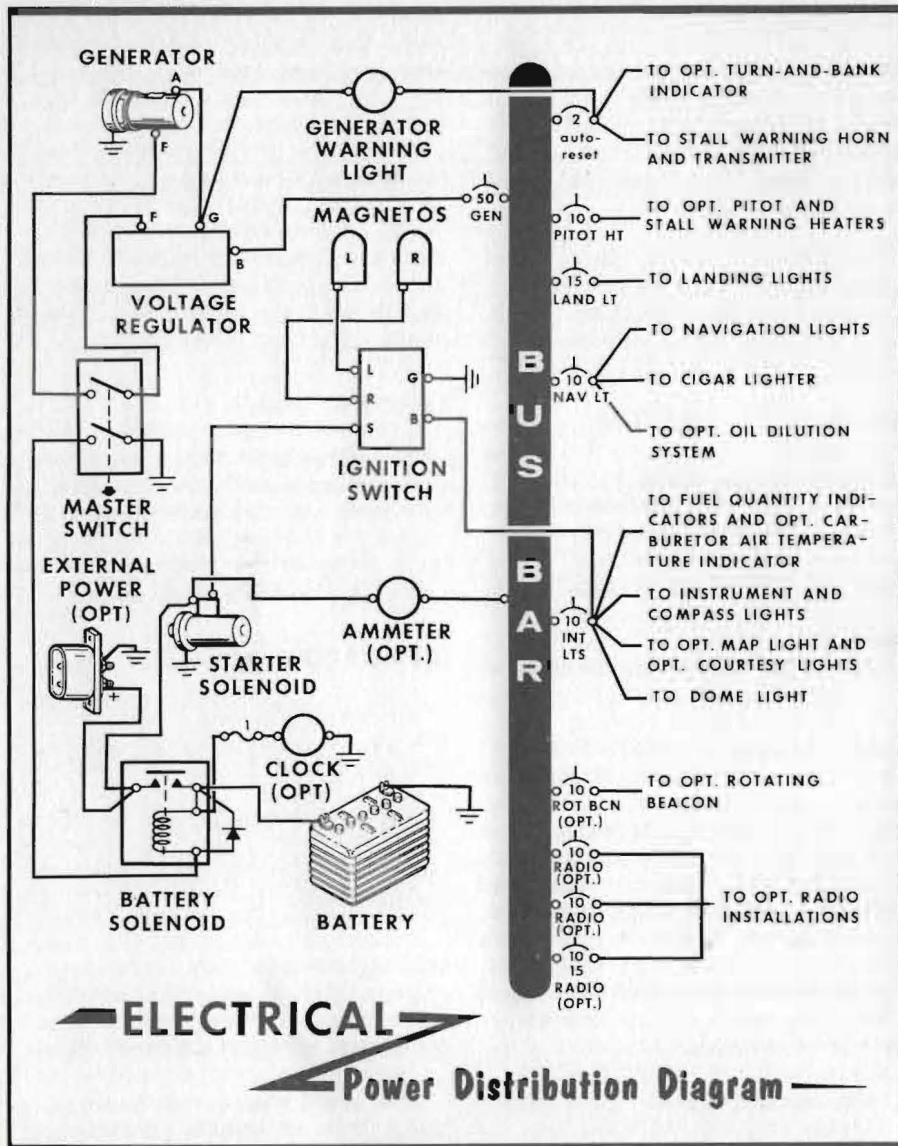 GENERATOR
A
F
GENERATOR
WARNING
LIGHT
F
G
B
VOLTAGE
REGULATOR
50
GEN
MAGNETOS
L
R
L
R
S
G
B
IGNITION
SWITCH
MASTER
SWITCH
EXTERNAL
POWER
(OPT)
+
STARTER
SOLENOID
AMMETER
(OPT.)
1
CLOCK
(OPT)
BATTERY
SOLENOID
BATTERY
BUS
BAR
2
auto-
reset
TO OPT. TURN-AND-BANK
INDICATOR
TO STALL WARNING HORN
AND TRANSMITTER
10
PITOT HT
TO OPT. PITOT AND
STALL WARNING HEATERS
15
LAND LT
TO LANDING LIGHTS
10
NAV LT
TO NAVIGATION LIGHTS
TO CIGAR LIGHTER
TO OPT. OIL DILUTION
SYSTEM
10
INT
LTS
TO FUEL QUANTITY INDI-
CATORS AND OPT. CAR-
BURETOR AIR TEMPERA-
TURE INDICATOR
TO INSTRUMENT AND
COMPASS LIGHTS
TO OPT. MAP LIGHT AND
OPT. COURTESY LIGHTS
TO DOME LIGHT
10
ROT BCN
(OPT.)
TO OPT. ROTATING
BEACON
10
RADIO
(OPT.)
10
RADIO
(OPT.)
10
15
RADIO
(OPT.)
TO OPT. RADIO
INSTALLATIONS
ELECTRICAL
Power Distribution Diagram